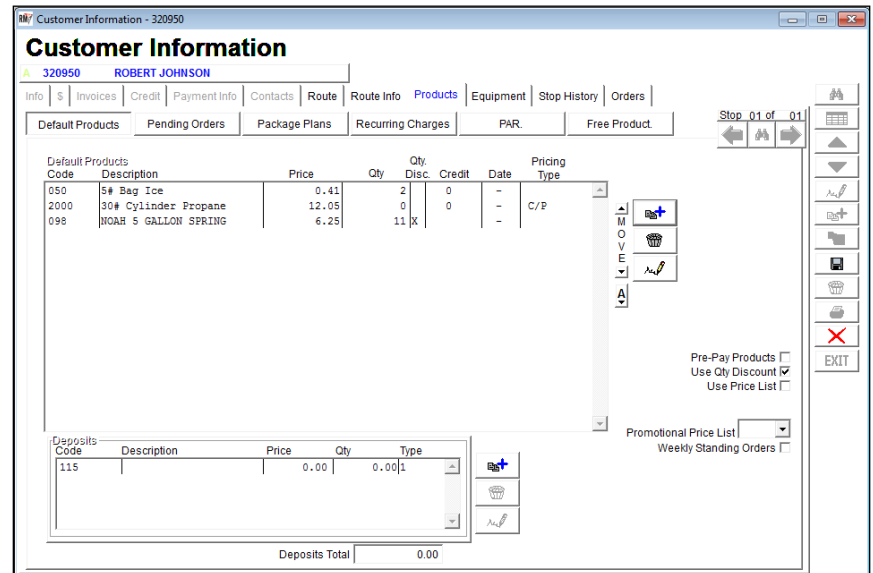 Customer Information - 320950
Customer Information
A 320950 ROBERT JOHNSON
Info $ Invoices Credit Payment Info Contacts Route Route Info Products Equipment Stop History Orders
Default Products Pending Orders Package Plans Recurring Charges PAR. Free Product.
Stop 01 of 01
Default Products
Code Description Price Qty Qty. Disc. Credit Date Pricing Type
050 5# Bag Ice 0.41 2 0 -
2000 30# Cylinder Propane 12.05 0 0 - C/P
098 NOAH 5 GALLON SPRING 6.25 11 X -
MOVE
A
EXIT
Pre-Pay Products
Use Qty Discount
Use Price List
Promotional Price List
Weekly Standing Orders
Deposits
Code Description Price Qty Type
115 0.00 0.00 1
Deposits Total 0.00